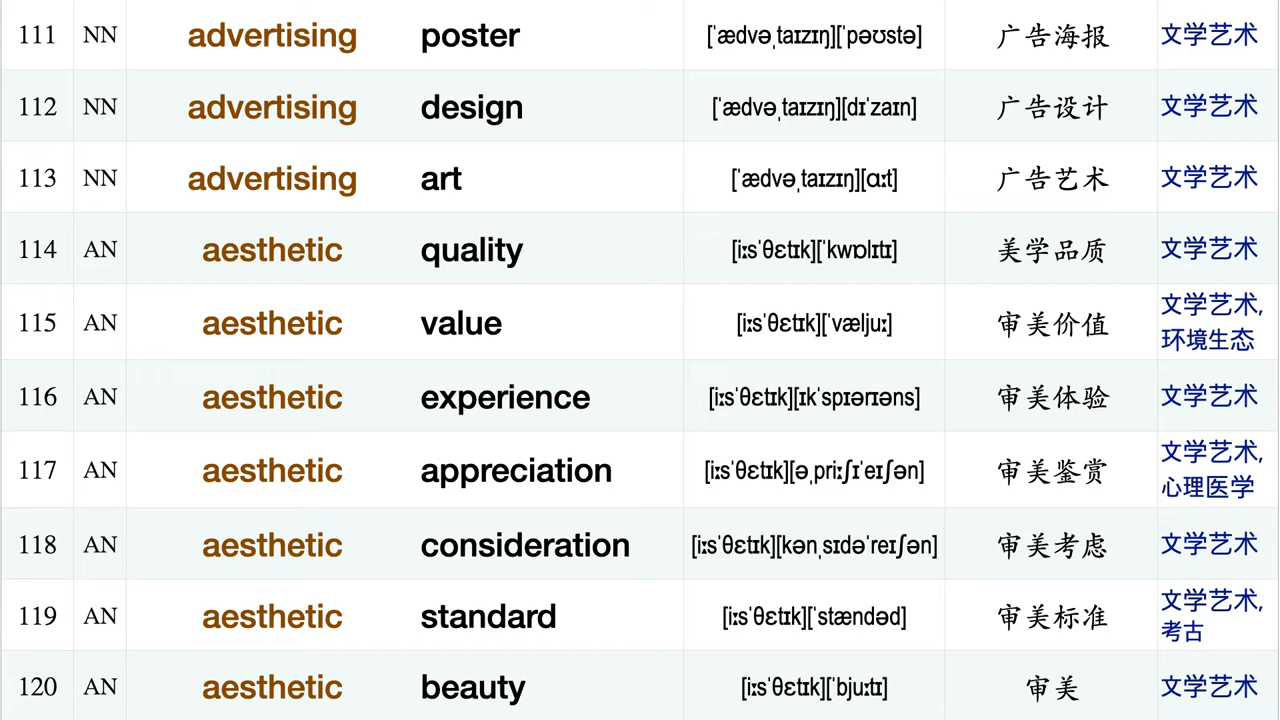 111 NN advertising poster [ˈædvəˌtaɪzɪŋ][ˈpəʊstə] 广告海报 文学艺术
112 NN advertising design [ˈædvəˌtaɪzɪŋ][dɪˈzaɪn] 广告设计 文学艺术
113 NN advertising art [ˈædvəˌtaɪzɪŋ][ɑːt] 广告艺术 文学艺术
114 AN aesthetic quality [iːsˈθɛtɪk][ˈkwɒlɪtɪ] 美学品质 文学艺术
115 AN aesthetic value [iːsˈθɛtɪk][ˈvæljuː] 审美价值 文学艺术,
环境生态
116 AN aesthetic experience [iːsˈθɛtɪk][ɪkˈspɪərɪəns] 审美体验 文学艺术
117 AN aesthetic appreciation [iːsˈθɛtɪk][əˌpriːʃɪˈeɪʃən] 审美鉴赏 文学艺术,
心理医学
118 AN aesthetic consideration [iːsˈθɛtɪk][kənˌsɪdəˈreɪʃən] 审美考虑 文学艺术
119 AN aesthetic standard [iːsˈθɛtɪk][ˈstændəd] 审美标准 文学艺术,
考古
120 AN aesthetic beauty [iːsˈθɛtɪk][ˈbjuːtɪ] 审美 文学艺术